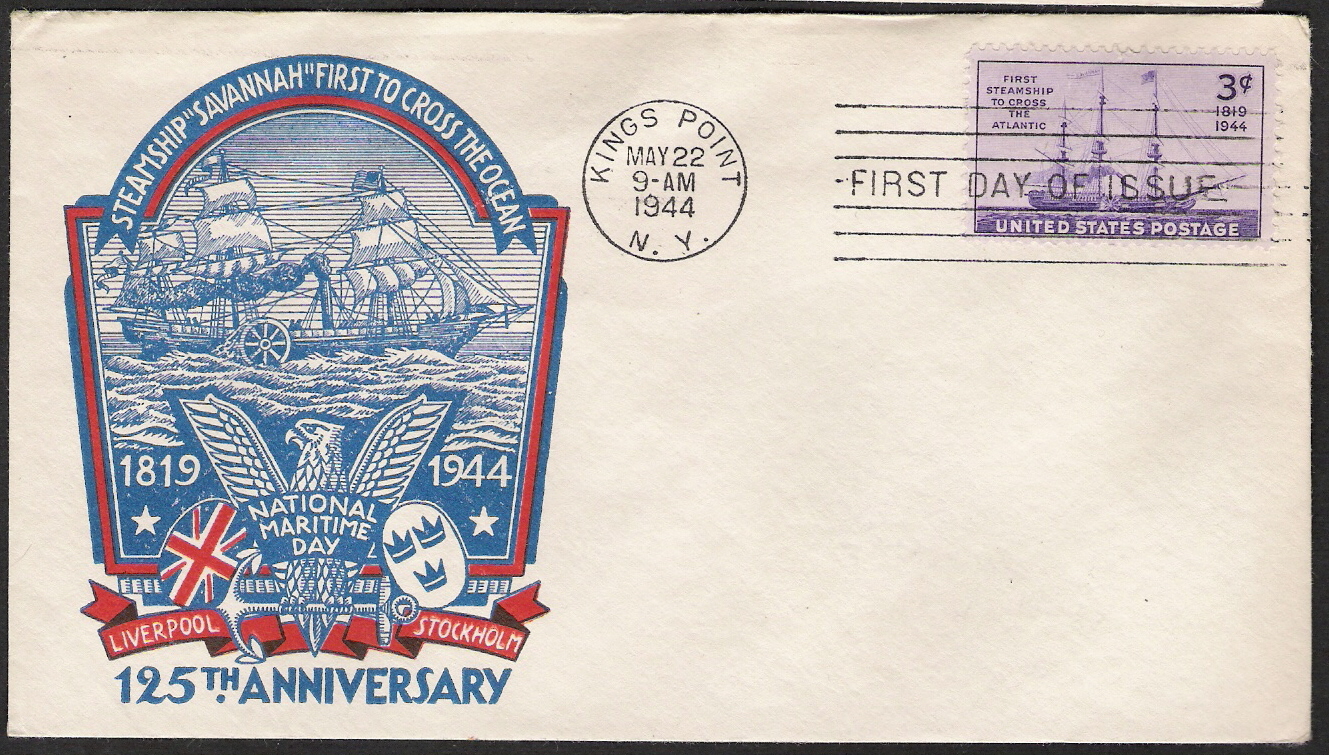 STEAMSHIP "SAVANNAH" FIRST TO CROSS THE OCEAN
1819 1944
NATIONAL
MARITIME
DAY
LIVERPOOL STOCKHOLM
125TH ANNIVERSARY
KINGS POINT
MAY 22
9-AM
1944
N. Y.
FIRST DAY OF ISSUE
FIRST
STEAMSHIP
TO CROSS
THE
ATLANTIC
3¢
1819
1944
UNITED STATES POSTAGE